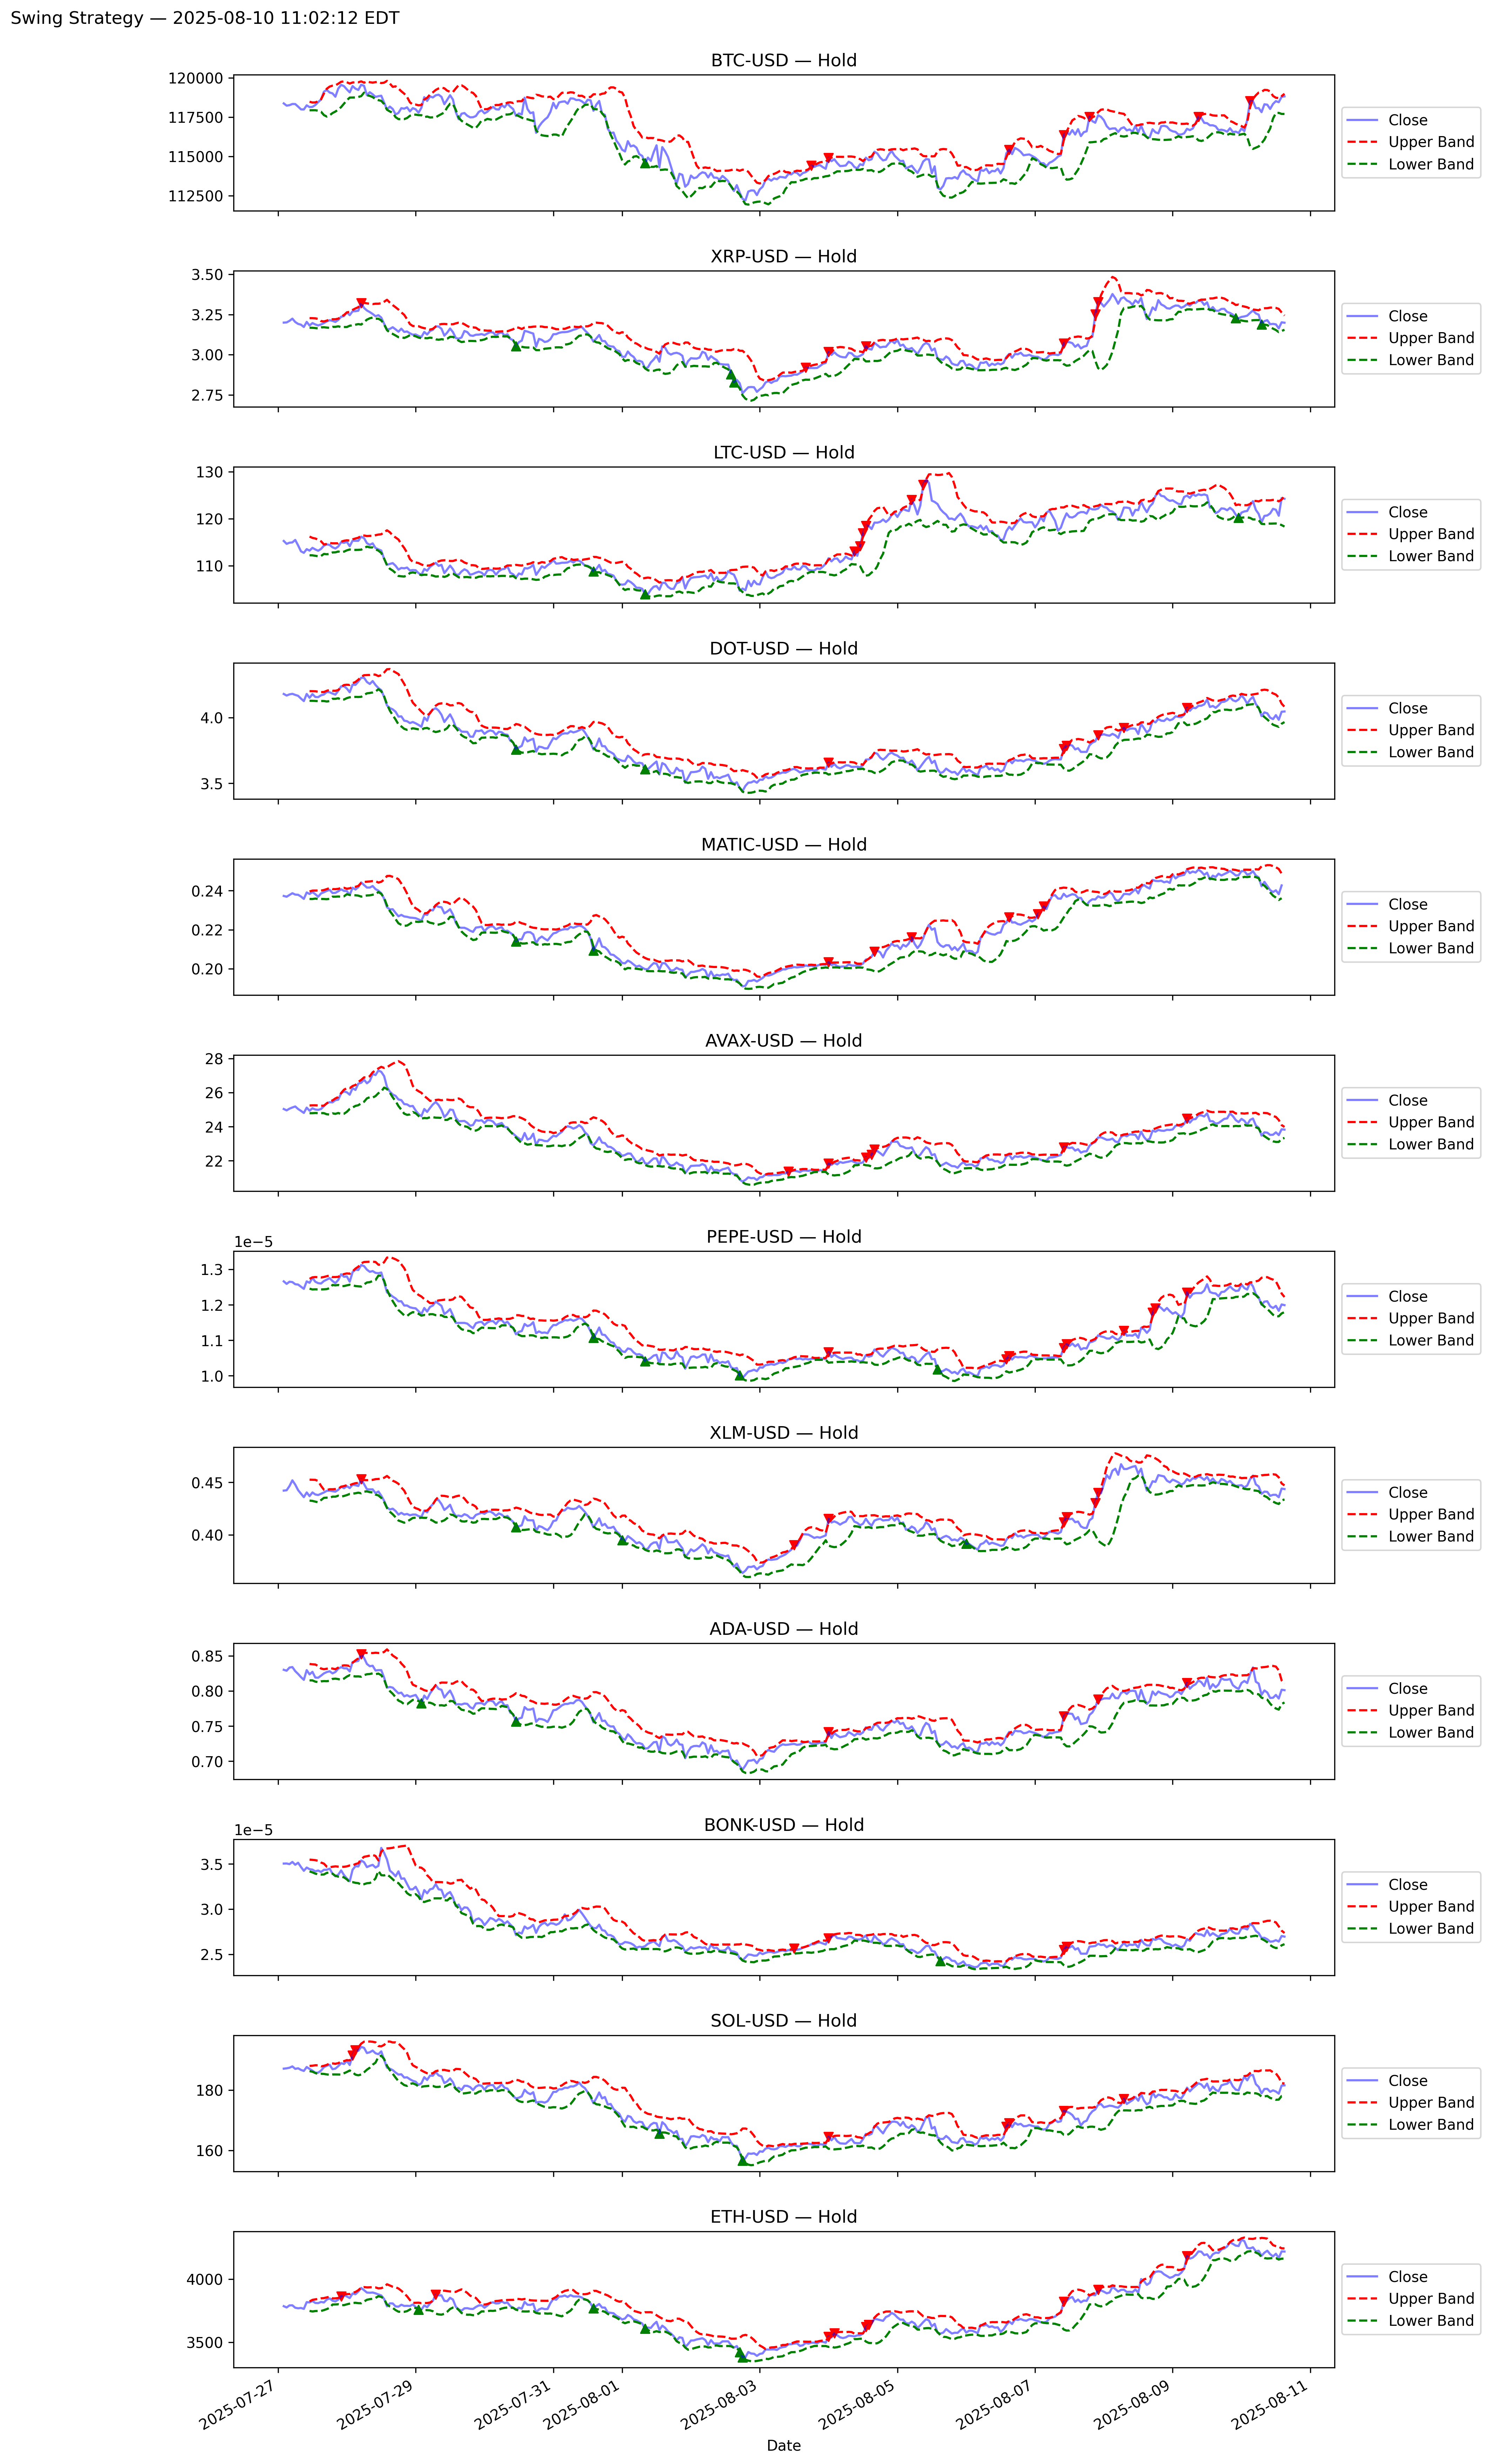 Swing Strategy — 2025-08-10 11:02:12 EDT
BTC-USD — Hold
120000
117500
115000
112500
Close
Upper Band
Lower Band
XRP-USD — Hold
3.50
3.25
3.00
2.75
Close
Upper Band
Lower Band
LTC-USD — Hold
130
120
110
Close
Upper Band
Lower Band
DOT-USD — Hold
4.0
3.5
Close
Upper Band
Lower Band
MATIC-USD — Hold
0.24
0.22
0.20
Close
Upper Band
Lower Band
AVAX-USD — Hold
28
26
24
22
Close
Upper Band
Lower Band
PEPE-USD — Hold
1e−5
1.3
1.2
1.1
1.0
Close
Upper Band
Lower Band
XLM-USD — Hold
0.45
0.40
Close
Upper Band
Lower Band
ADA-USD — Hold
0.85
0.80
0.75
0.70
Close
Upper Band
Lower Band
BONK-USD — Hold
1e−5
3.5
3.0
2.5
Close
Upper Band
Lower Band
SOL-USD — Hold
180
160
Close
Upper Band
Lower Band
ETH-USD — Hold
4000
3500
Close
Upper Band
Lower Band
2025-07-27
2025-07-29
2025-07-31
2025-08-01
2025-08-03
2025-08-05
2025-08-07
2025-08-09
2025-08-11
Date